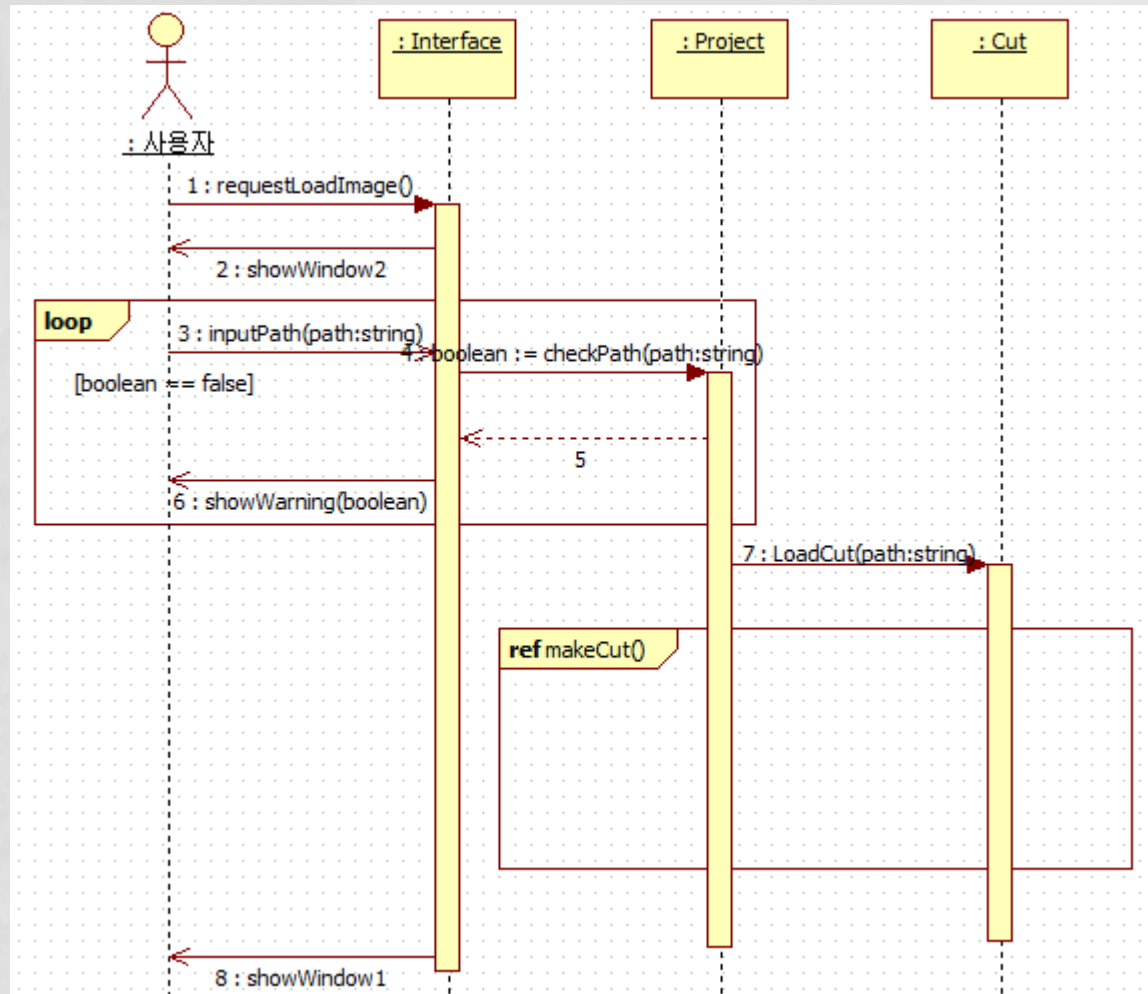 : Interface
: Project
: Cut
: 사용자
1 : requestLoadImage()
2 : showWindow2
loop
3 : inputPath(path:string)
4 : boolean := checkPath(path:string)
[boolean == false]
5
6 : showWarning(boolean)
7 : LoadCut(path:string)
ref makeCut()
8 : showWindow1